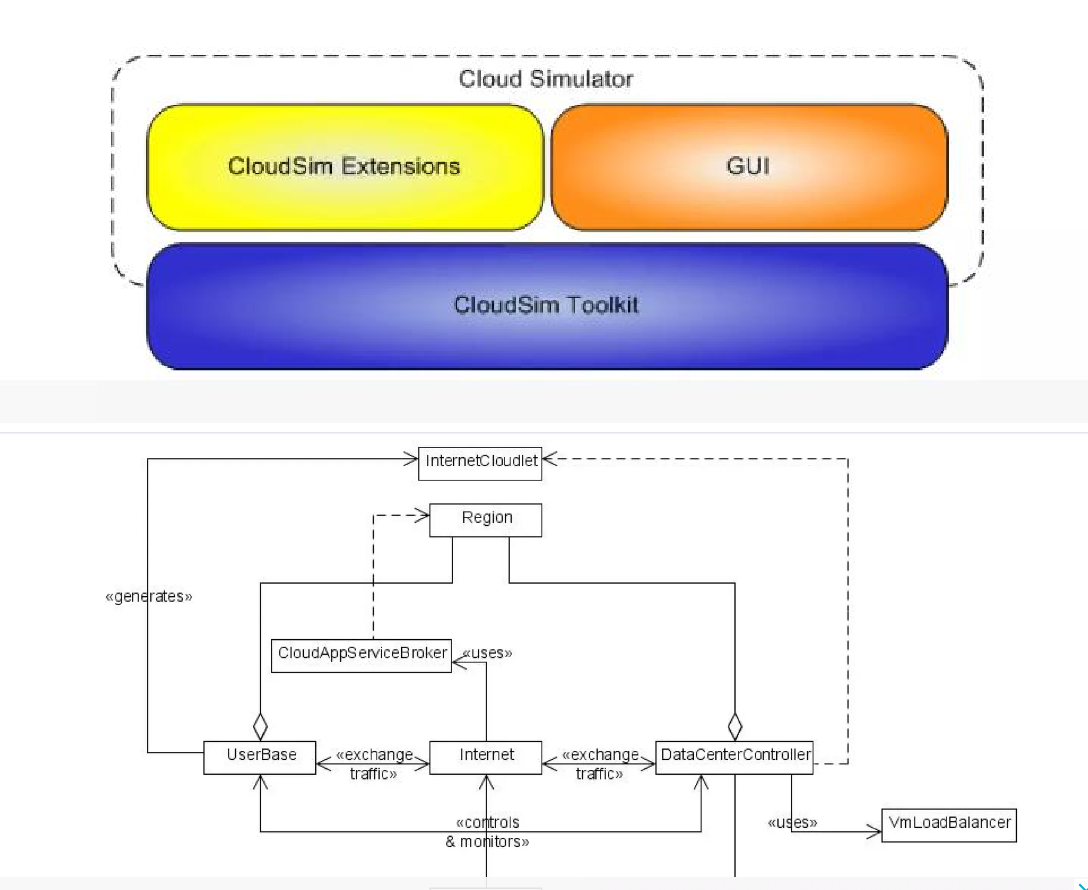 Cloud Simulator
CloudSim Extensions
GUI
CloudSim Toolkit
InternetCloudlet
Region
«generates»
CloudAppServiceBroker
«uses»
UserBase
«exchange
traffic»
Internet
«exchange
traffic»
DataCenterController
«controls
& monitors»
«uses»
VmLoadBalancer